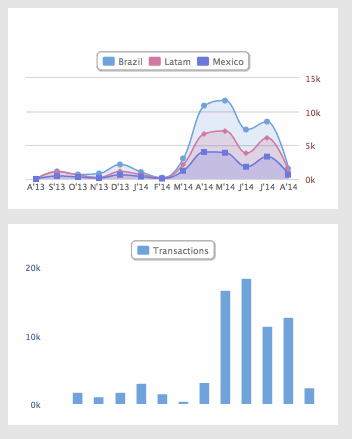 Brazil Latam Mexico
15k
10k
5k
0k
A'13 S'13 O'13 N'13 D'13 J'14 F'14 M'14 A'14 M'14 J'14 J'14 A'14
Transactions
20k
10k
0k